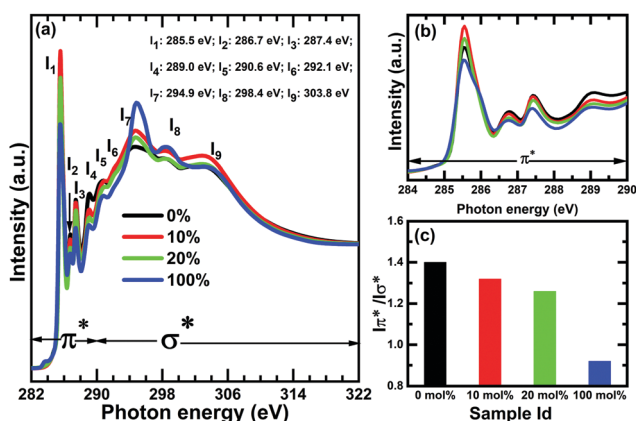 (a)
I1: 285.5 eV; I2: 286.7 eV; I3: 287.4 eV;
I4: 289.0 eV; I5: 290.6 eV; I6: 292.1 eV;
I7: 294.9 eV; I8: 298.4 eV; I9: 303.8 eV
I1
I2
I3
I4
I5
I6
I7
I8
I9
0%
10%
20%
100%
π*
σ*
282 290 298 306 314 322
Photon energy (eV)
Intensity (a.u.)
(b)
π*
284 285 286 287 288 289 290
Photon energy (eV)
Intensity (a.u.)
(c)
1.6
1.4
1.2
1.0
0.8
Iπ*/Iσ*
0 mol% 10 mol% 20 mol% 100 mol%
Sample Id